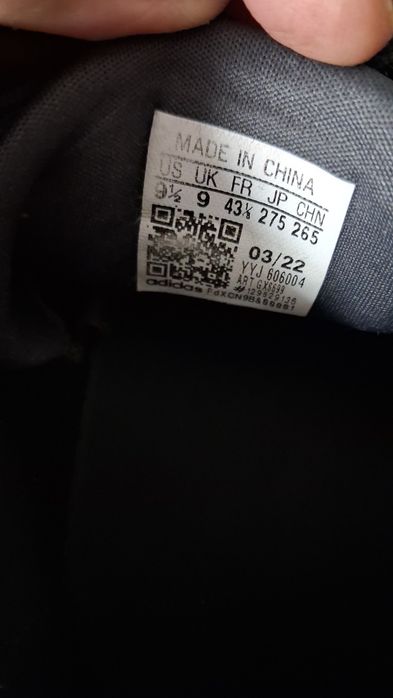 MADE IN CHINA
US UK FR JP CHN
9½ 9 43⅓ 275 265
03/22
YYJ 606004
ART
adidas